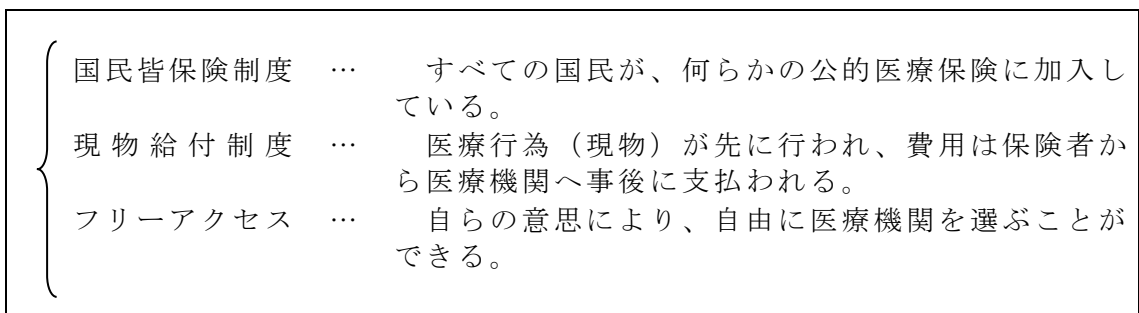 国民皆保険制度 … すべての国民が、何らかの公的医療保険に加入し
ている。
現物給付制度 … 医療行為（現物）が先に行われ、費用は保険者か
ら医療機関へ事後に支払われる。
フリーアクセス … 自らの意思により、自由に医療機関を選ぶことが
できる。